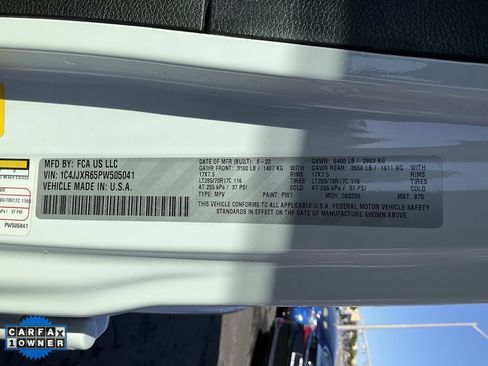 MFD BY: FCA US LLC
VIN: 1C4JJXR65PW505041
VEHICLE MADE IN: U.S.A.
DATE OF MFR (BUILT): 8-22
GVWR: 6400 LB / 2903 KG
GAWR FRONT: 3100 LB / 1407 KG WITH
GAWR REAR: 3550 LB / 1611 KG WITH
17X7.5 RIMS 17X7.5 RIMS
LT285/70R17C 116 TIRES LT285/70R17C 116 TIRES
AT 255 kPa / 37 PSI AT 255 kPa / 37 PSI
TYPE: MPV PAINT: PW7 MDH: 082209 MKT: 875
THIS VEHICLE CONFORMS TO ALL APPLICABLE U.S.A. FEDERAL MOTOR VEHICLE SAFETY
STANDARDS IN EFFECT ON THE DATE OF MANUFACTURE SHOWN ABOVE.
PW505041
CARFAX
1 OWNER